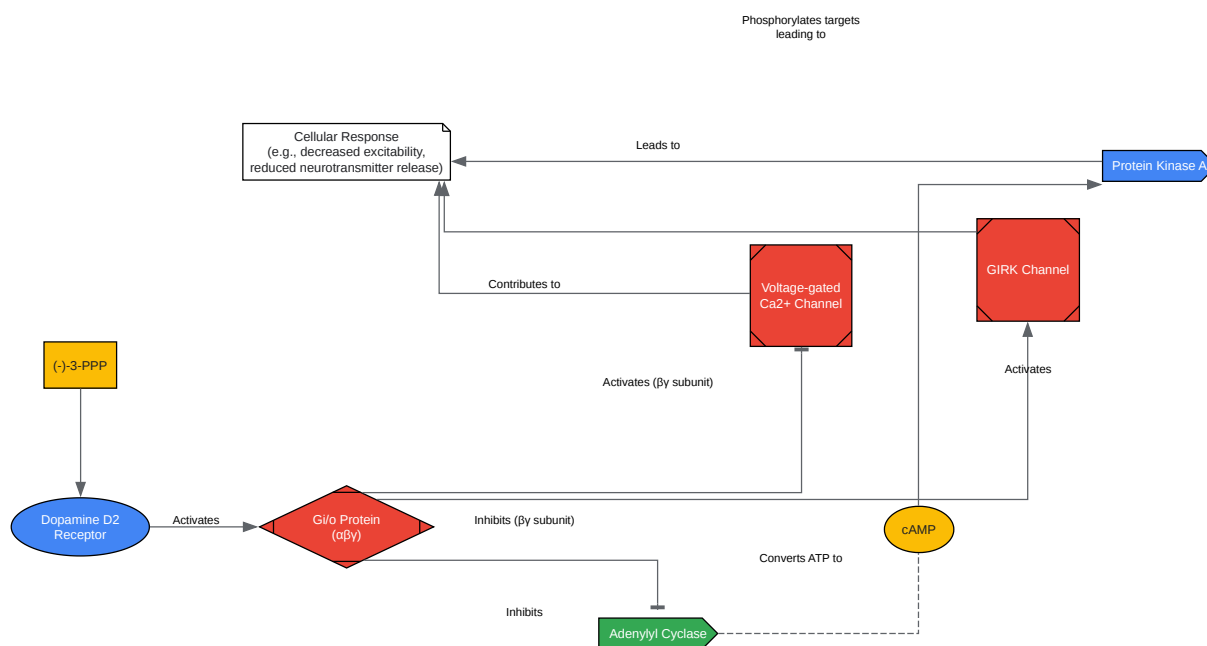 Phosphorylates targets
leading to
Cellular Response
(e.g., decreased excitability,
reduced neurotransmitter release)
Leads to
Protein Kinase A
GIRK Channel
Voltage-gated
Ca2+ Channel
Contributes to
(-)-3-PPP
Activates
Activates (βγ subunit)
Dopamine D2
Receptor
Activates
Gi/o Protein
(αβγ)
Inhibits (βγ subunit)
cAMP
Converts ATP to
Inhibits
Adenylyl Cyclase